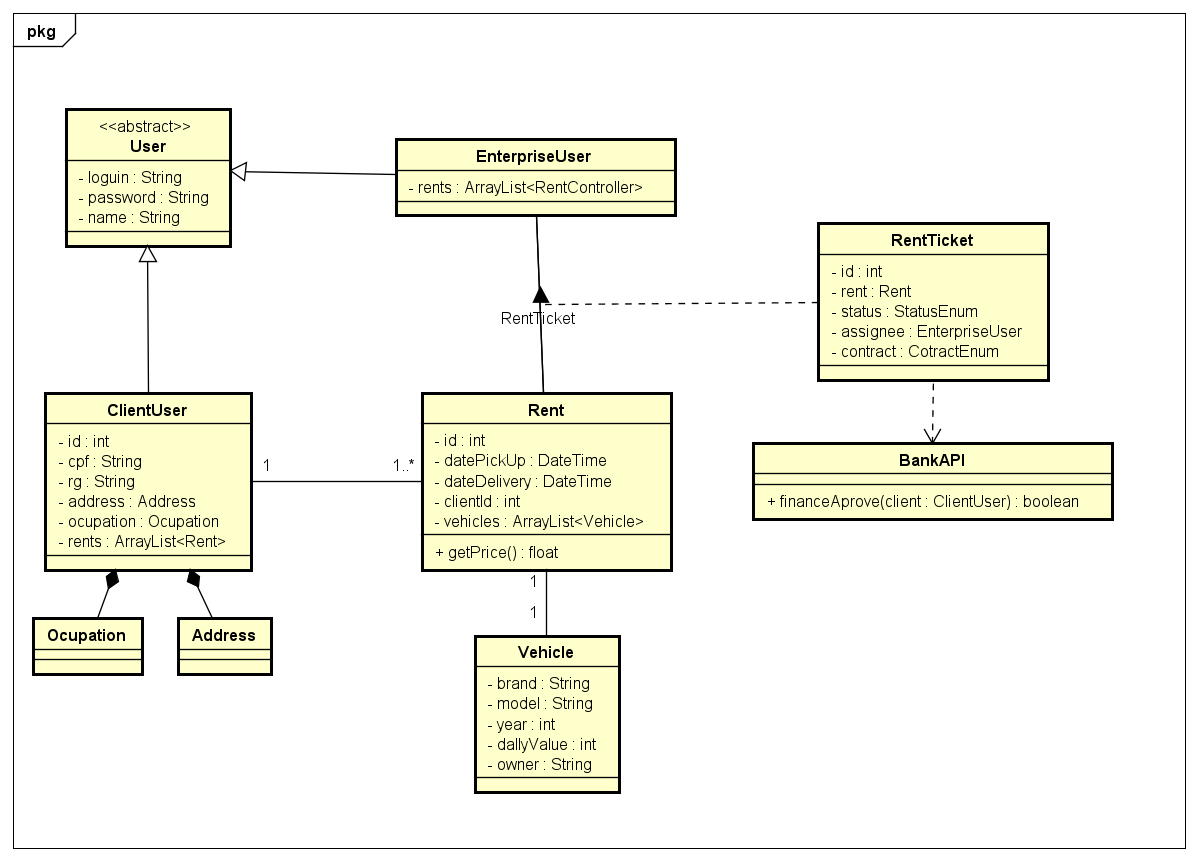 pkg
<<abstract>>
User
- loguin : String
- password : String
- name : String
EnterpriseUser
- rents : ArrayList<RentController>
RentTicket
- id : int
- rent : Rent
- status : StatusEnum
- assignee : EnterpriseUser
- contract : CotractEnum
RentTicket
ClientUser
- id : int
- cpf : String
- rg : String
- address : Address
- ocupation : Ocupation
- rents : ArrayList<Rent>
1
1..*
Rent
- id : int
- datePickUp : DateTime
- dateDelivery : DateTime
- clientId : int
- vehicles : ArrayList<Vehicle>
+ getPrice() : float
BankAPI
+ financeAprove(client : ClientUser) : boolean
1
1
Ocupation
Address
Vehicle
- brand : String
- model : String
- year : int
- dallyValue : int
- owner : String